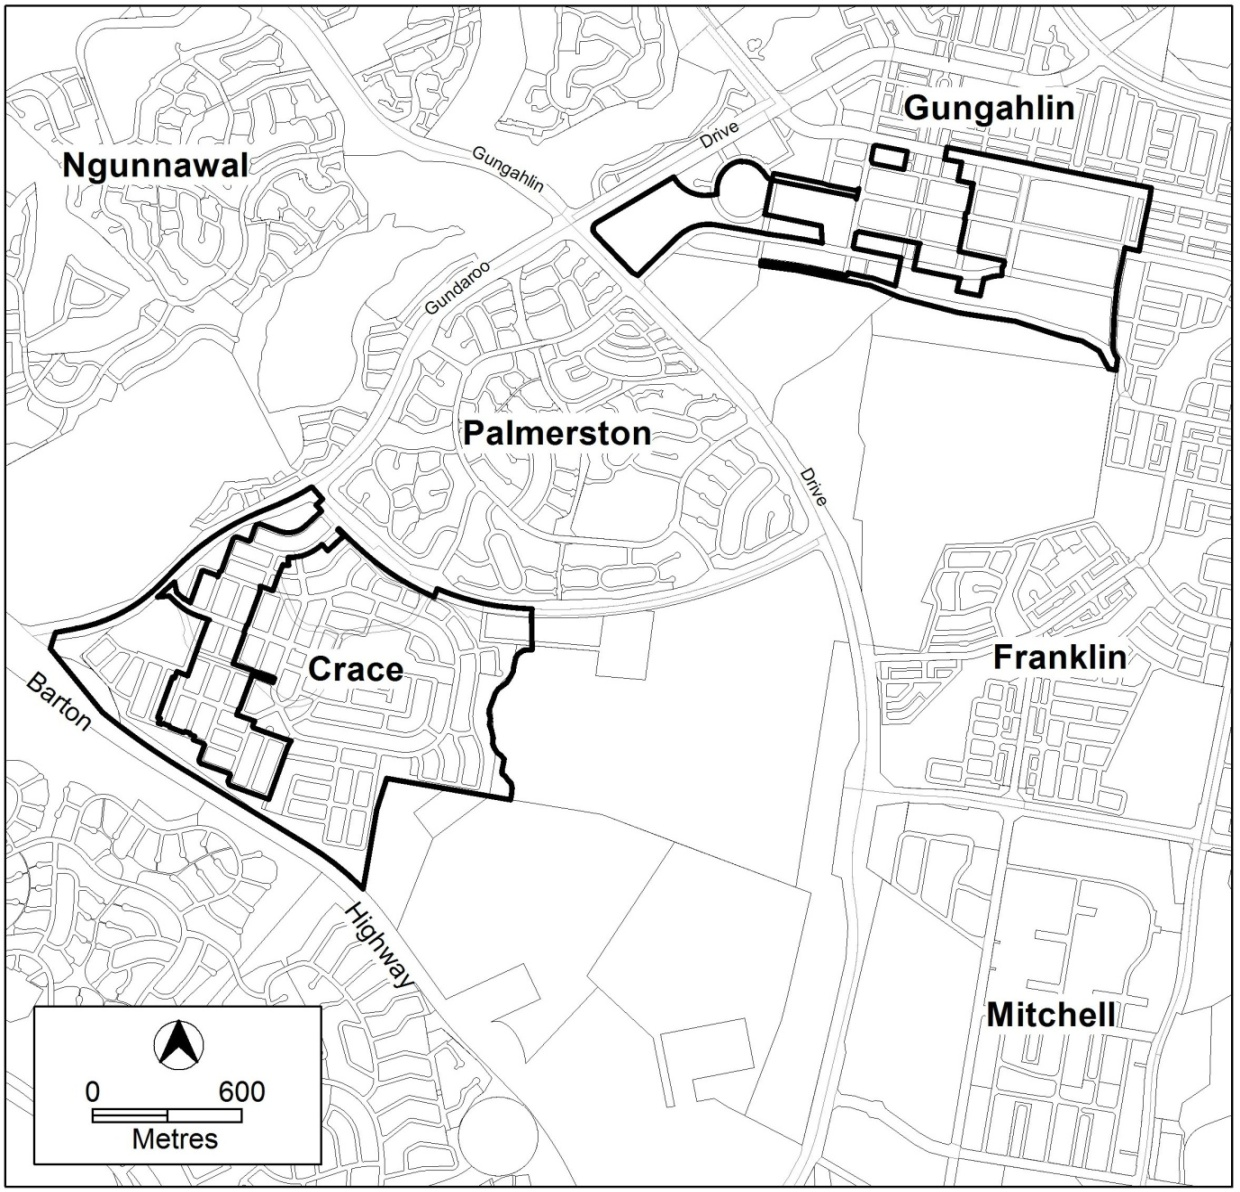 Gungahlin
Drive
Gungahlin
Ngunnawal
Gundaroo
Palmerston
Drive
Crace
Franklin
Barton
Highway
Mitchell
0 600
Metres